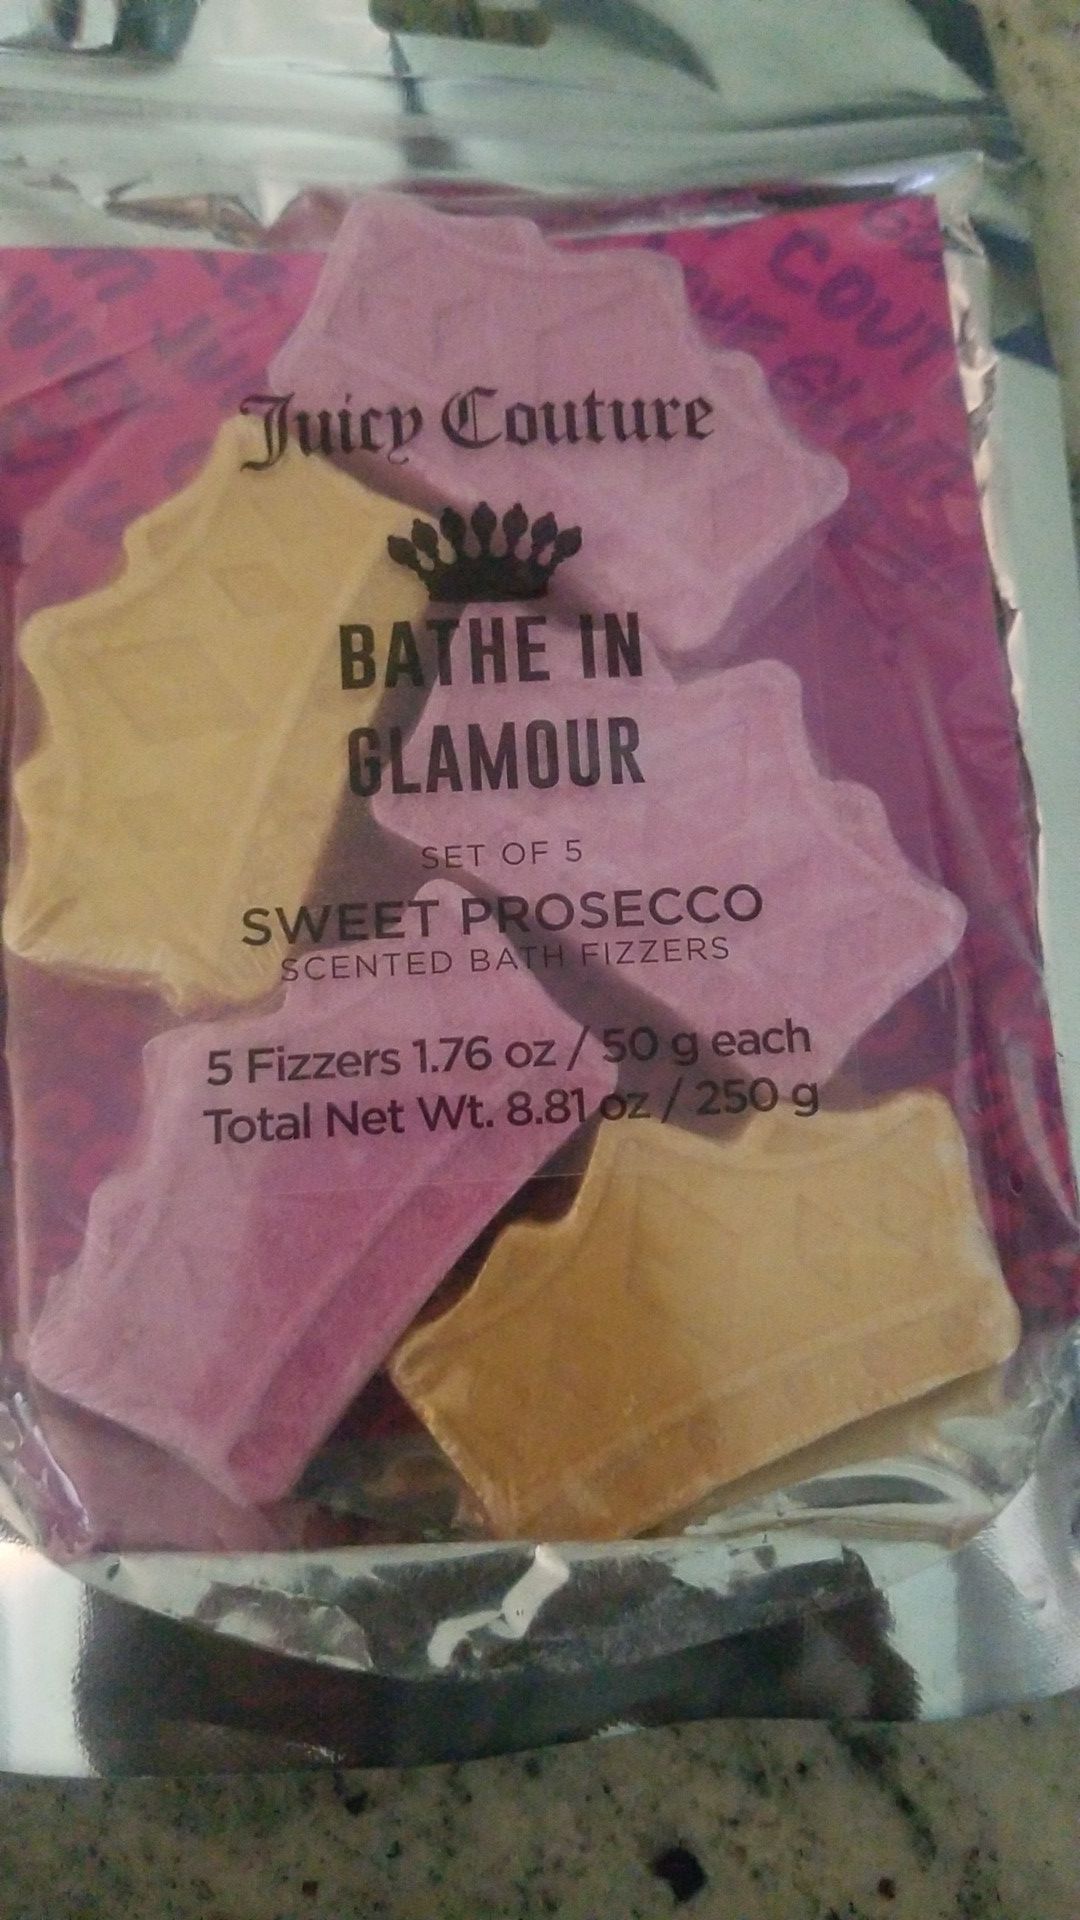 Juicy Couture
BATHE IN
GLAMOUR
SET OF 5
SWEET PROSECCO
SCENTED BATH FIZZERS
5 Fizzers 1.76 oz / 50 g each
Total Net Wt. 8.81 oz / 250 g